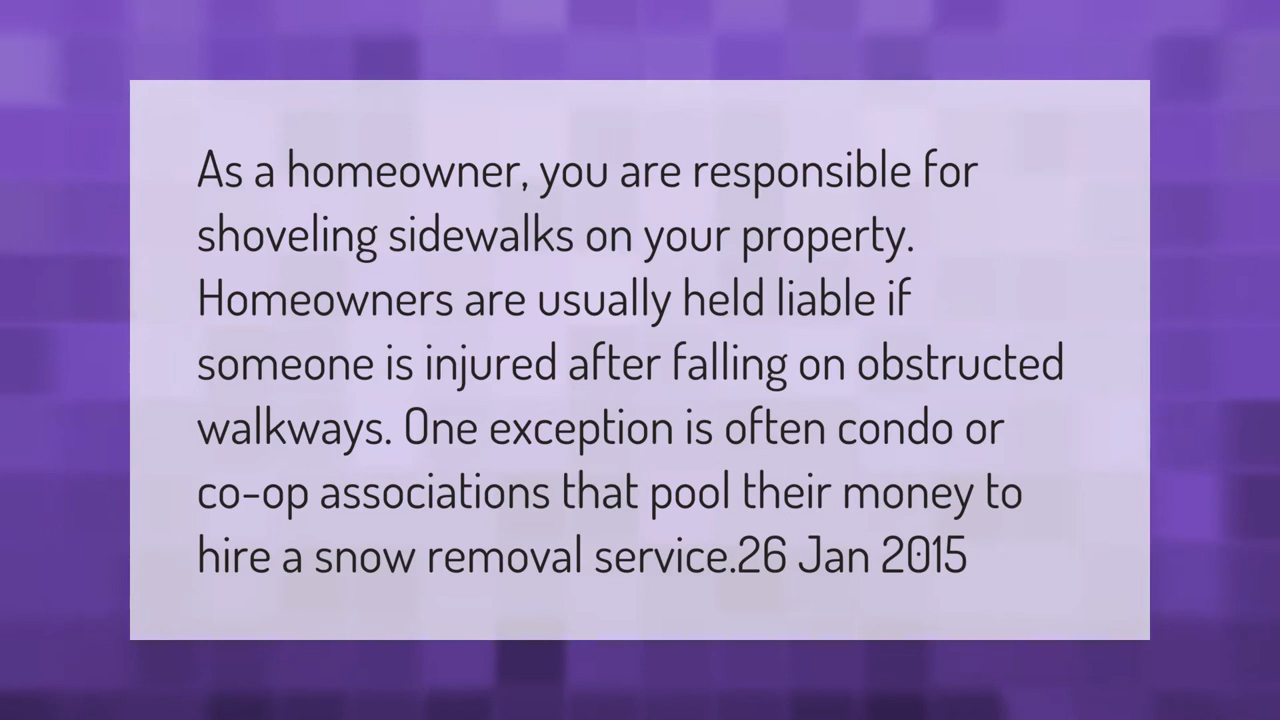 As a homeowner, you are responsible for
shoveling sidewalks on your property.
Homeowners are usually held liable if
someone is injured after falling on obstructed
walkways. One exception is often condo or
co-op associations that pool their money to
hire a snow removal service.26 Jan 2015